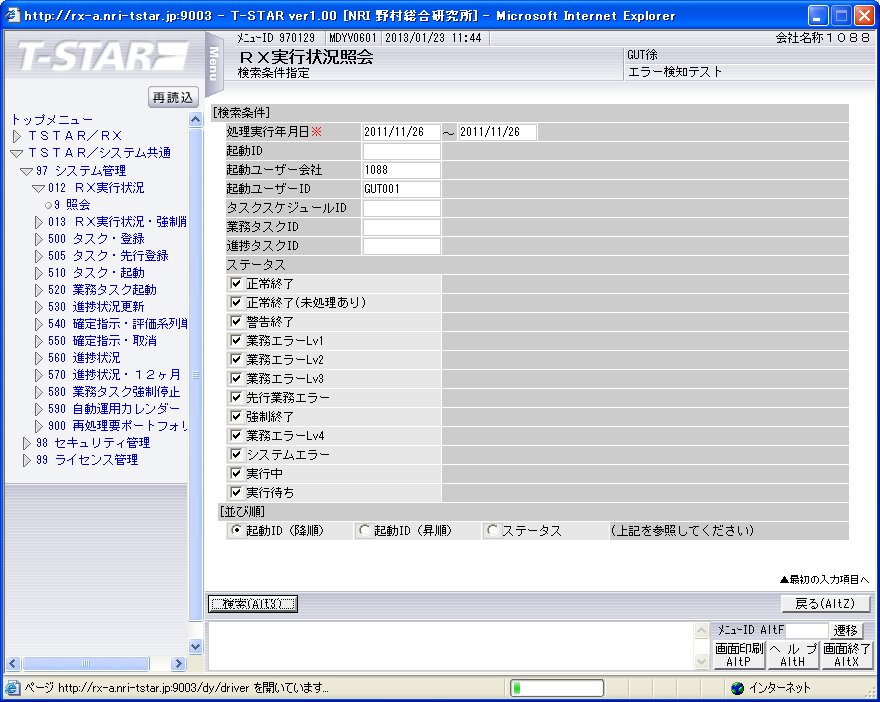 http://rx-a.nri-tstar.jp:9003 - T-STAR ver1.00 [NRI 野村総合研究所] - Microsoft Internet Explorer
T-STAR
Menu
ﾒﾆｭｰID 970129 MDYV0601 2013/01/23 11:44 会社名称１０８８
ＲＸ実行状況照会
検索条件指定
GUT徐
エラー検知テスト
再読込
トップメニュー
ＴＳＴＡＲ／ＲＸ
ＴＳＴＡＲ／システム共通
97 システム管理
012 ＲＸ実行状況
9 照会
013 ＲＸ実行状況・強制削
500 タスク・登録
505 タスク・先行登録
510 タスク・起動
520 業務タスク起動
530 進捗状況更新
540 確定指示・評価系列単
550 確定指示・取消
560 進捗状況
570 進捗状況・１２ヶ月
580 業務タスク強制停止
590 自動運用カレンダー
900 再処理要ポートフォリ
98 セキュリティ管理
99 ライセンス管理
[検索条件]
処理実行年月日※ 2011/11/26 ～ 2011/11/26
起動ID
起動ユーザー会社 1088
起動ユーザーID GUT001
タスクスケジュールID
業務タスクID
進捗タスクID
ステータス
正常終了
正常終了(未処理あり)
警告終了
業務エラーLv1
業務エラーLv2
業務エラーLv3
先行業務エラー
強制終了
業務エラーLv4
システムエラー
実行中
実行待ち
[並び順]
起動ID (降順) 起動ID (昇順) ステータス (上記を参照してください)
▲最初の入力項目へ
検索(AltS) 戻る(AltZ)
ﾒﾆｭｰID AltF 遷移
画面印刷 AltP ヘ ル プ AltH 画面終了 AltX
ページ http://rx-a.nri-tstar.jp:9003/dy/driver を開いています... インターネット